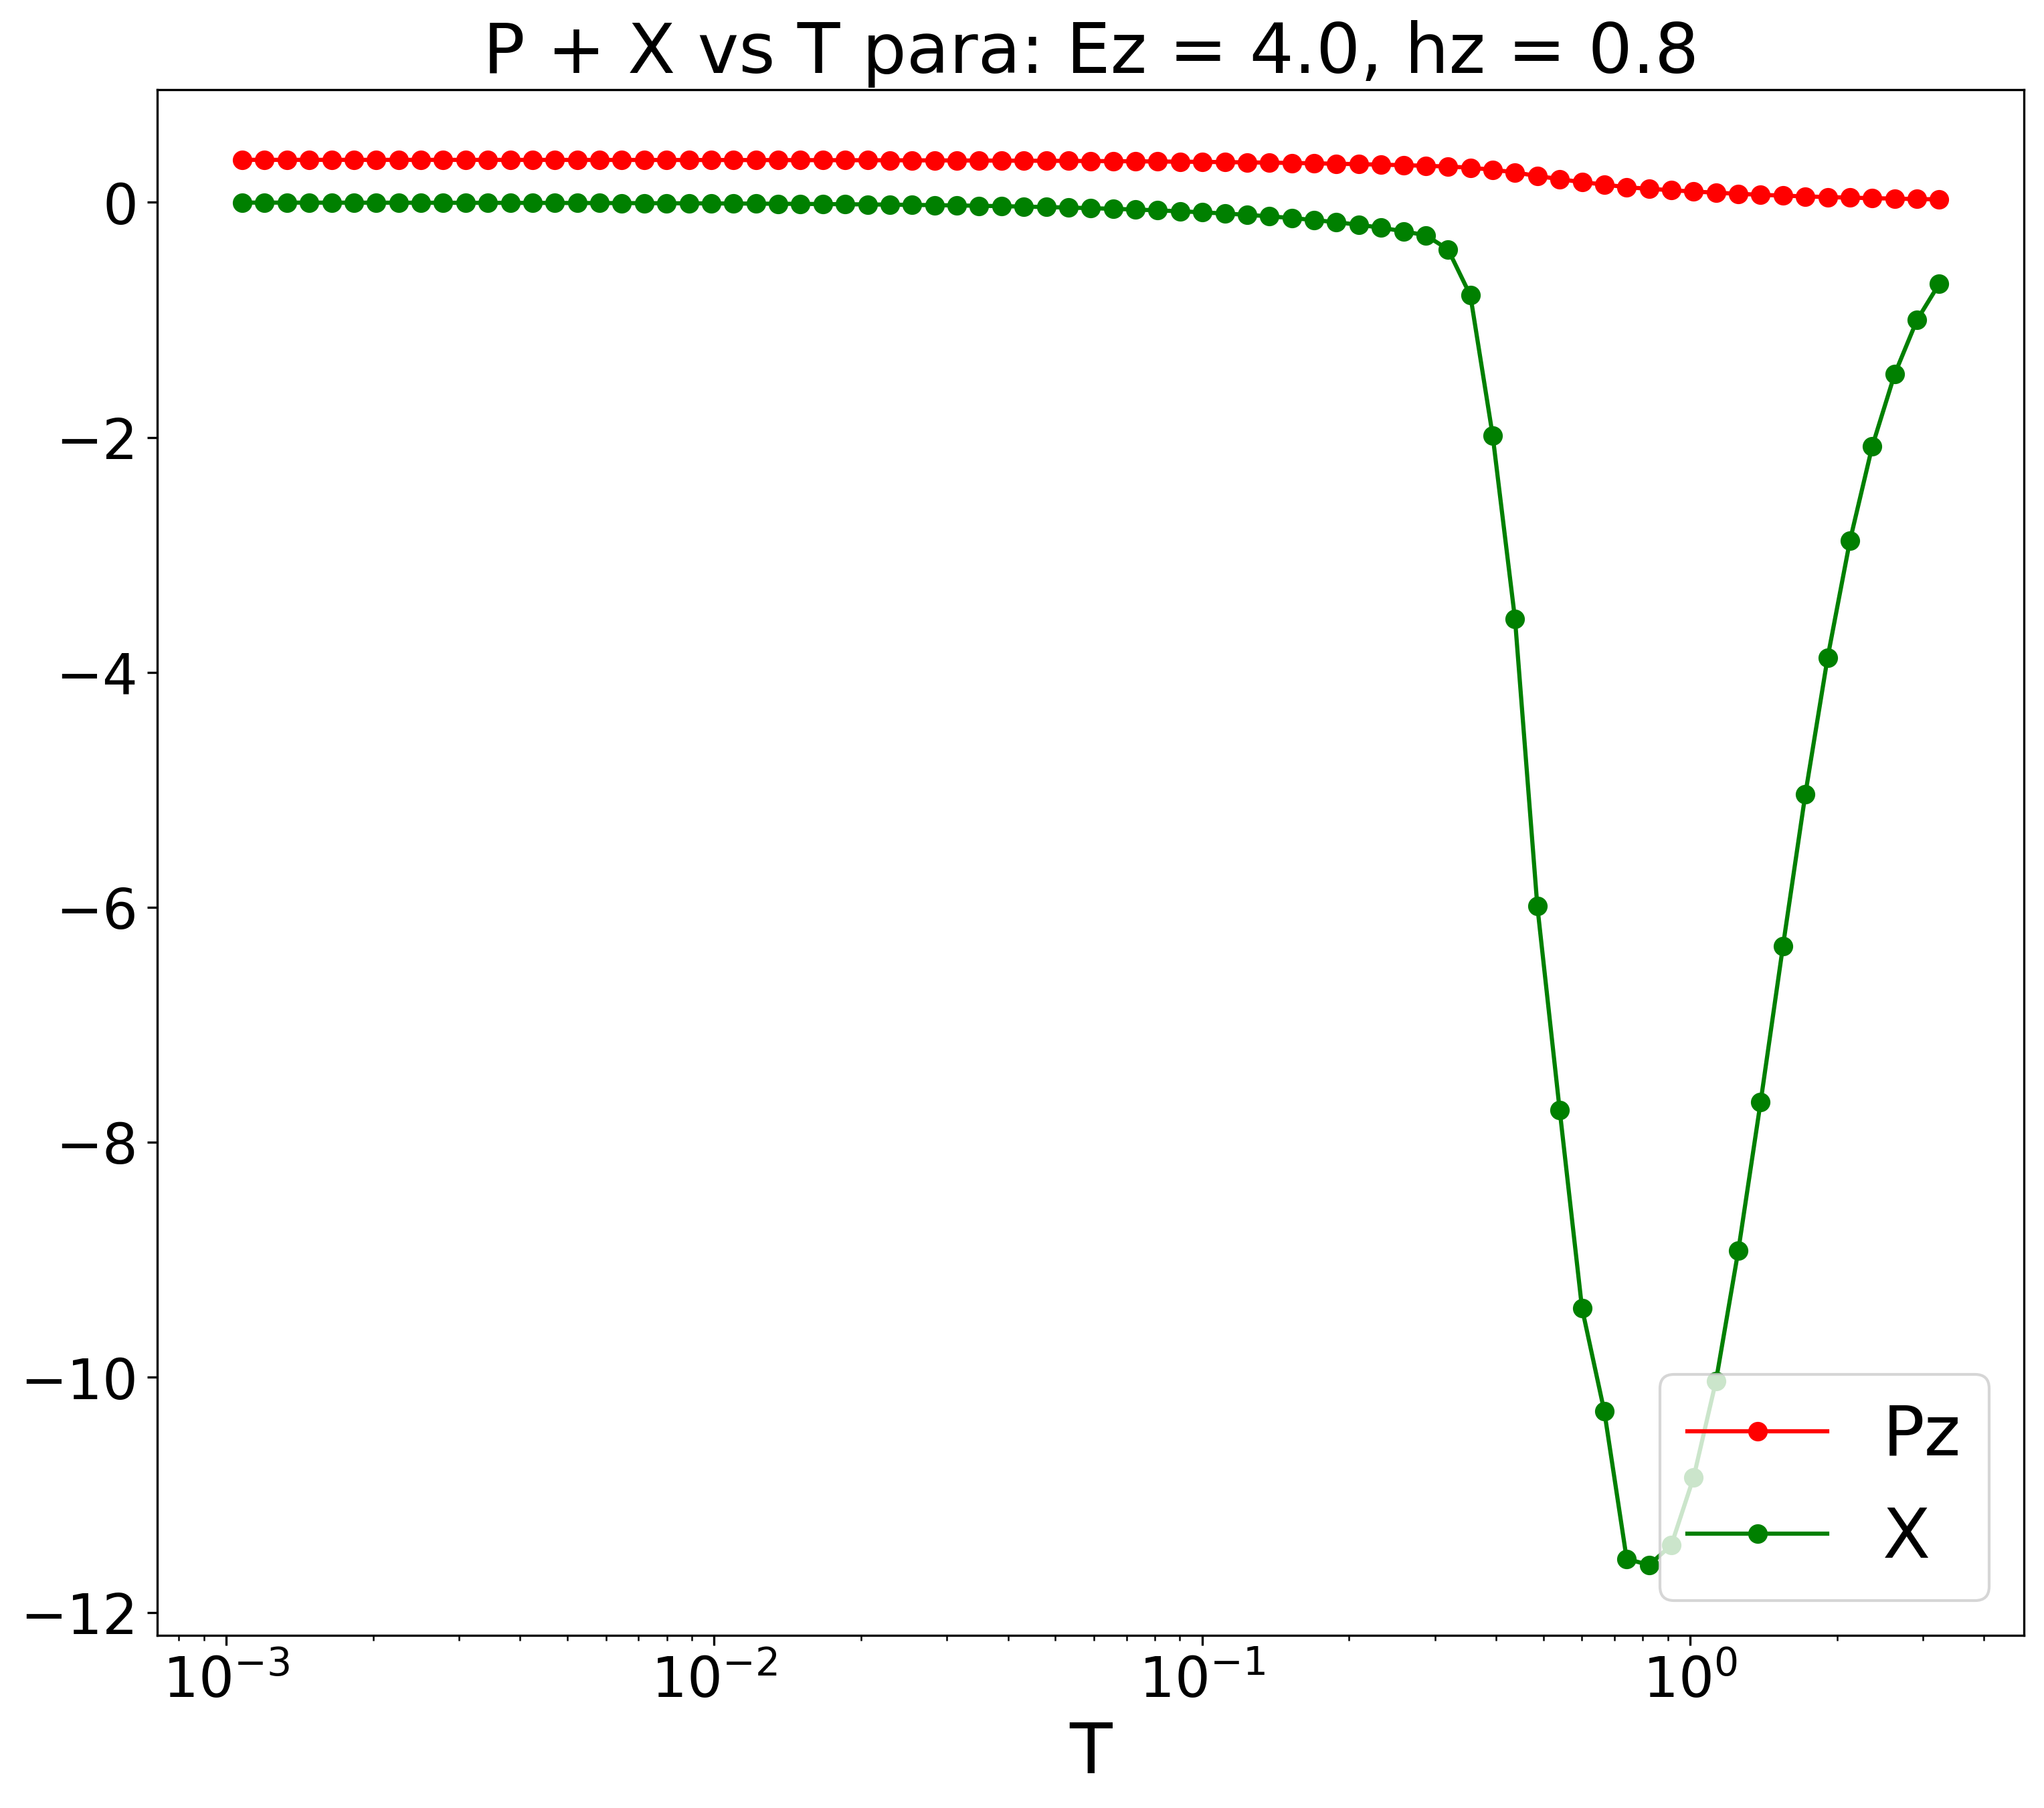 P + X vs T para: Ez = 4.0, hz = 0.8
0
−2
−4
−6
−8
−10
−12
10⁻³ 10⁻² 10⁻¹ 10⁰
T
Pz
X